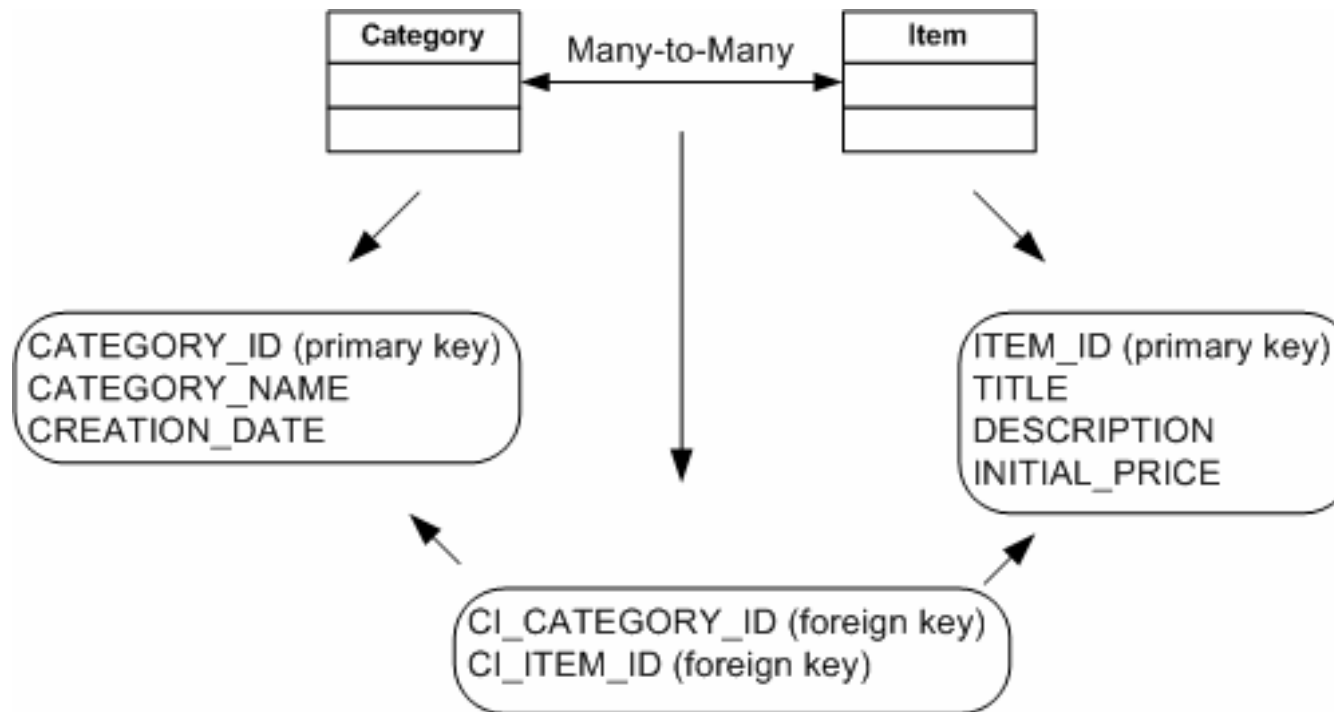 Category
Many-to-Many
Item
CATEGORY_ID (primary key)
CATEGORY_NAME
CREATION_DATE
ITEM_ID (primary key)
TITLE
DESCRIPTION
INITIAL_PRICE
CI_CATEGORY_ID (foreign key)
CI_ITEM_ID (foreign key)